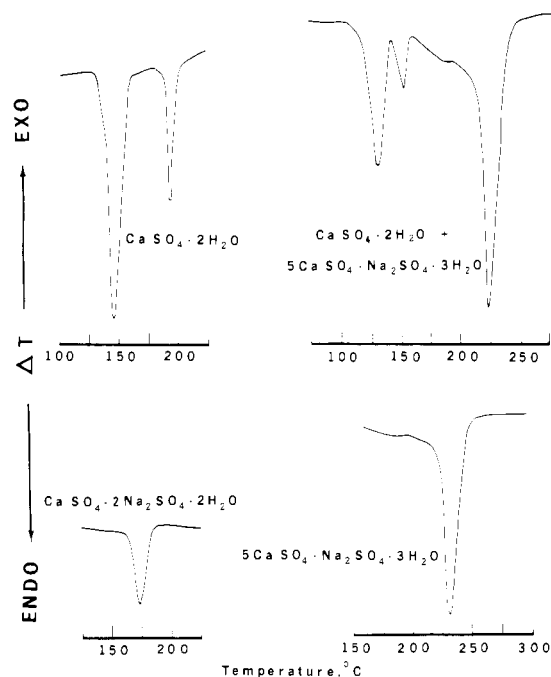 EXO
ΔT
ENDO
CaSO₄·2H₂O
100 150 200
CaSO₄·2H₂O +
5CaSO₄·Na₂SO₄·3H₂O
100 150 200 250
CaSO₄·2Na₂SO₄·2H₂O
150 200
5CaSO₄·Na₂SO₄·3H₂O
150 200 250 300
Temperature,°C